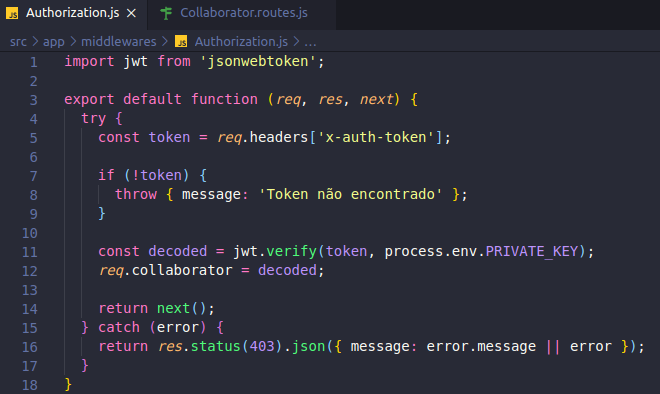 JS Authorization.js × Collaborator.routes.js
src > app > middlewares > JS Authorization.js > ...
1 import jwt from 'jsonwebtoken';
2
3 export default function (req, res, next) {
4   try {
5     const token = req.headers['x-auth-token'];
6
7     if (!token) {
8       throw { message: 'Token não encontrado' };
9     }
10
11     const decoded = jwt.verify(token, process.env.PRIVATE_KEY);
12     req.collaborator = decoded;
13
14     return next();
15   } catch (error) {
16     return res.status(403).json({ message: error.message || error });
17   }
18 }